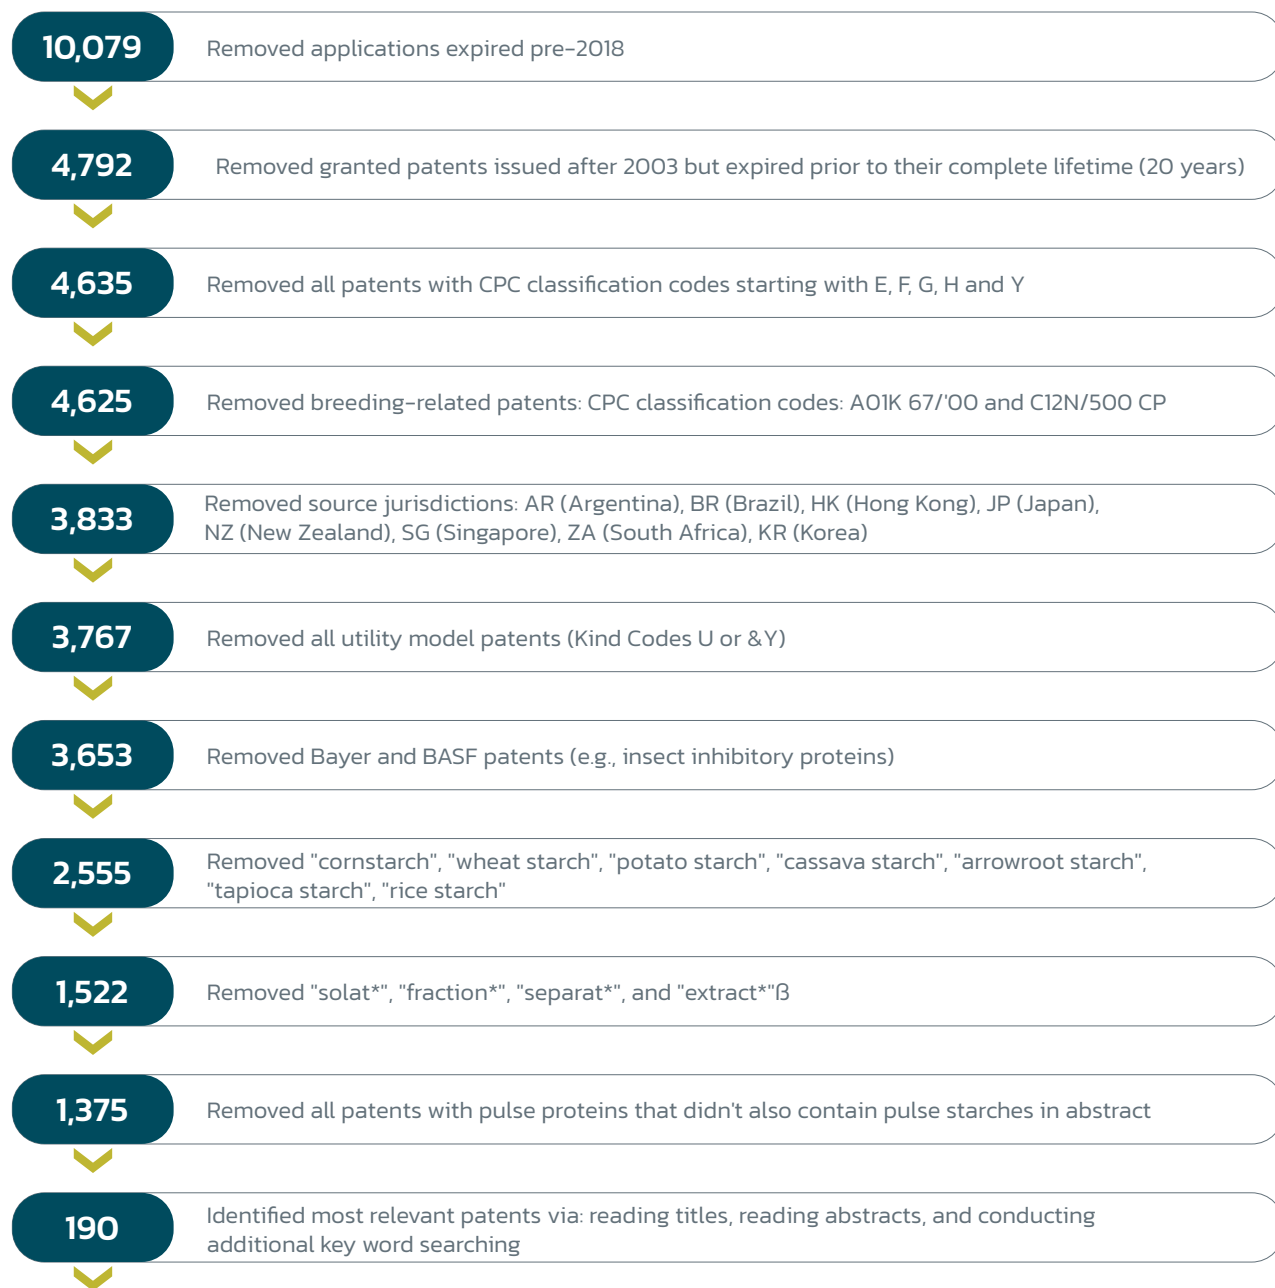 10,079
Removed applications expired pre-2018
4,792
Removed granted patents issued after 2003 but expired prior to their complete lifetime (20 years)
4,635
Removed all patents with CPC classification codes starting with E, F, G, H and Y
4,625
Removed breeding-related patents: CPC classification codes: A01K 67/'00 and C12N/500 CP
3,833
Removed source jurisdictions: AR (Argentina), BR (Brazil), HK (Hong Kong), JP (Japan),
NZ (New Zealand), SG (Singapore), ZA (South Africa), KR (Korea)
3,767
Removed all utility model patents (Kind Codes U or &Y)
3,653
Removed Bayer and BASF patents (e.g., insect inhibitory proteins)
2,555
Removed "cornstarch", "wheat starch", "potato starch", "cassava starch", "arrowroot starch",
"tapioca starch", "rice starch"
1,522
Removed "solat*", "fraction*", "separat*", and "extract*"ß
1,375
Removed all patents with pulse proteins that didn't also contain pulse starches in abstract
190
Identified most relevant patents via: reading titles, reading abstracts, and conducting
additional key word searching